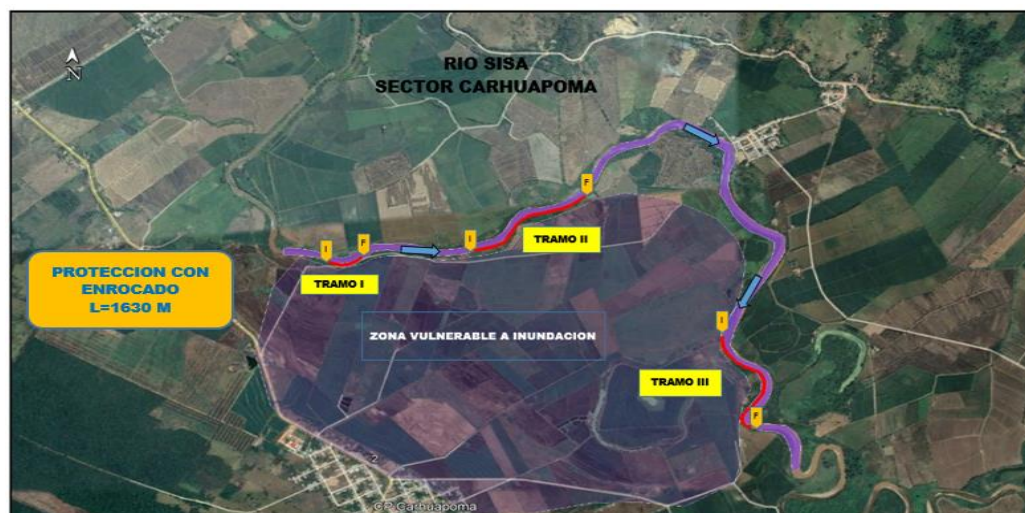 N
RIO SISA
SECTOR CARHUAPOMA
F
I
F
I
TRAMO II
PROTECCION CON
ENROCADO
L=1630 M
TRAMO I
ZONA VULNERABLE A INUNDACION
I
TRAMO III
F
CP Carhuapoma